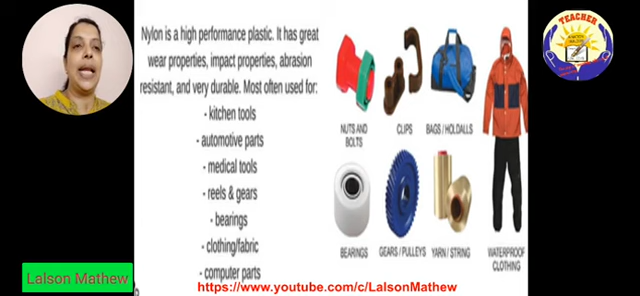 Nylon is a high performance plastic. It has great
wear properties, impact properties, abrasion
resistant, and very durable. Most often used for:
- kitchen tools
- automotive parts
- medical tools
- reels & gears
- bearings
- clothing/fabric
- computer parts
NUTS AND
BOLTS
CLIPS
BAGS / HOLDALLS
BEARINGS
GEARS / PULLEYS
YARN / STRING
WATERPROOF
CLOTHING
TEACHER
Lalson Mathew
https://www.youtube.com/c/LalsonMathew